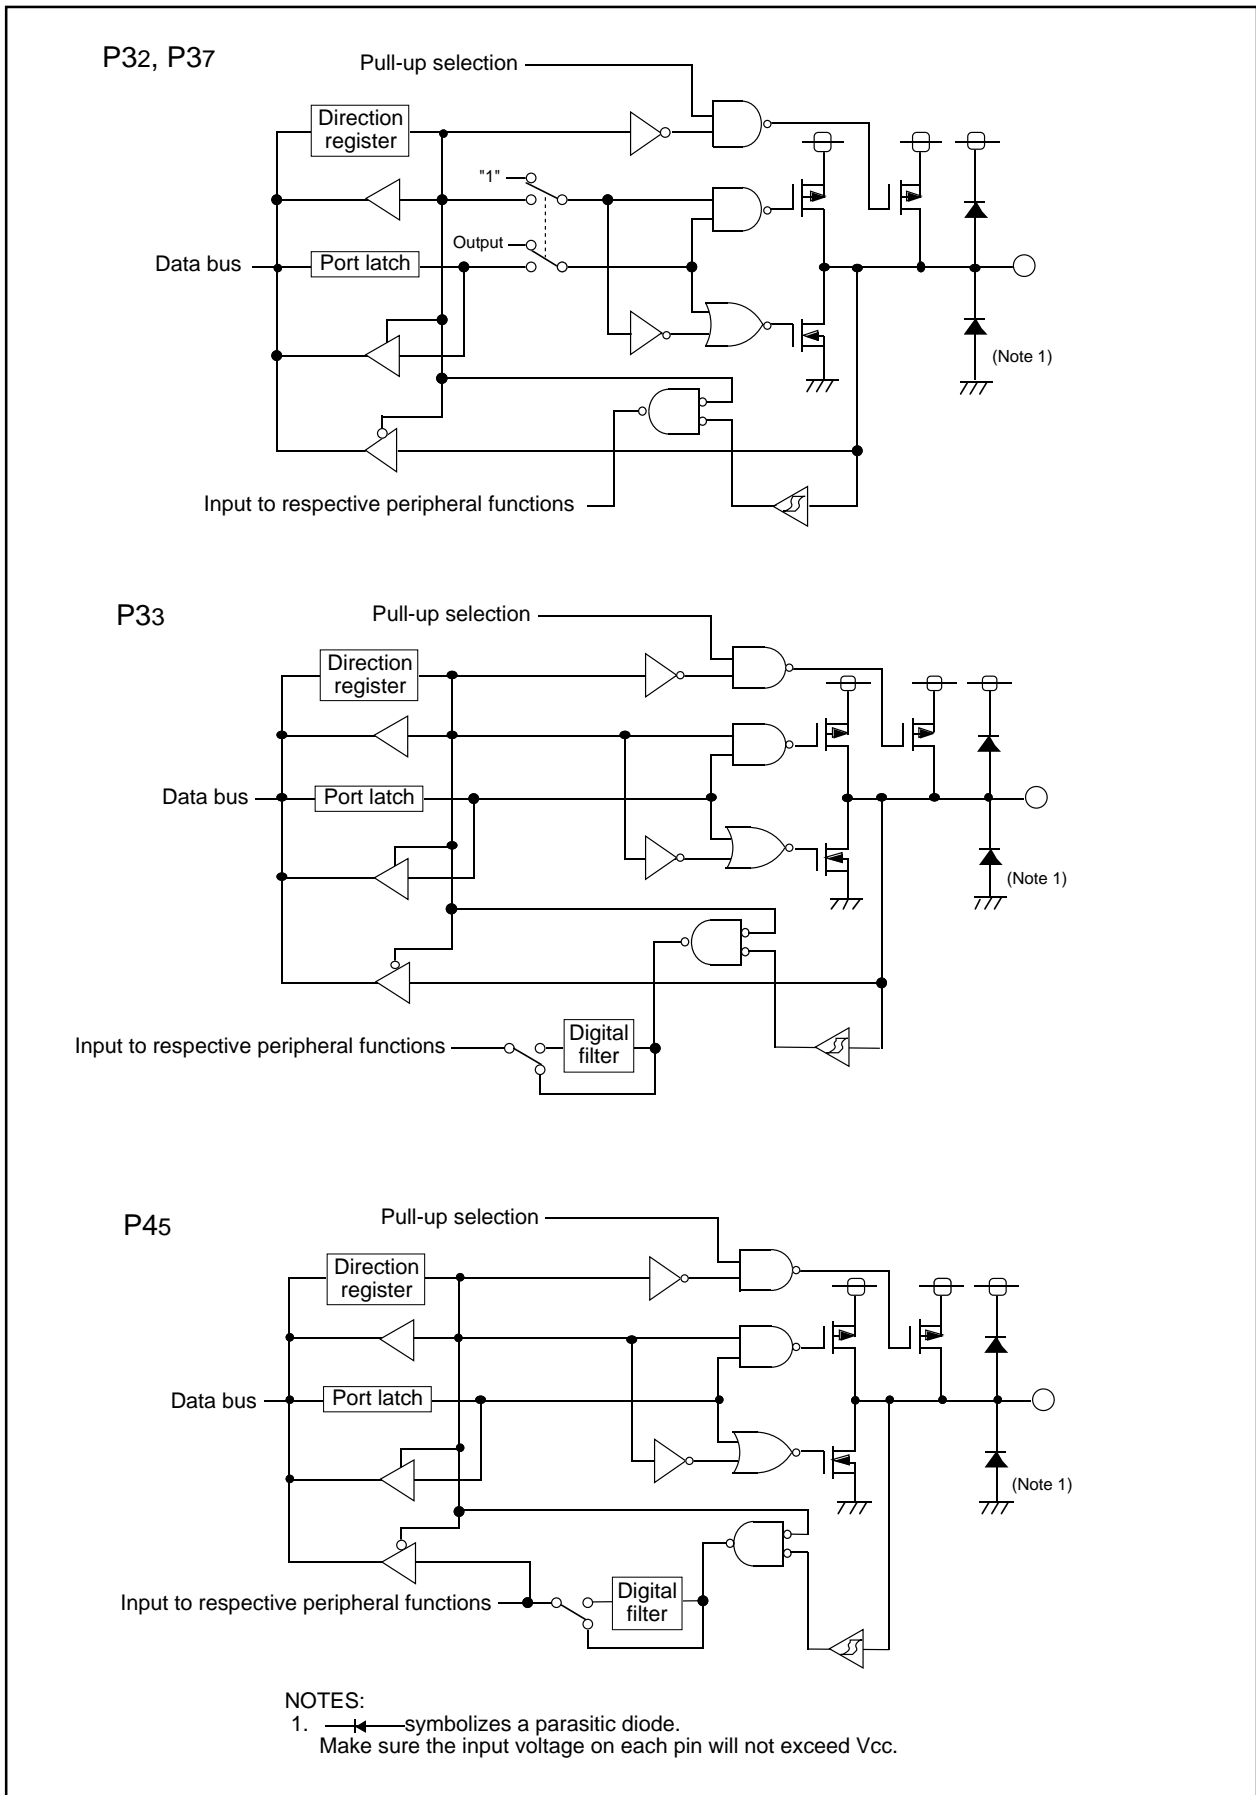 P32, P37
Pull-up selection
Direction
register
"1"
Output
Data bus
Port latch
(Note 1)
Input to respective peripheral functions
P33
Pull-up selection
Direction
register
Data bus
Port latch
(Note 1)
Digital
filter
Input to respective peripheral functions
P45
Pull-up selection
Direction
register
Data bus
Port latch
(Note 1)
Digital
filter
Input to respective peripheral functions
NOTES:
1. symbolizes a parasitic diode.
Make sure the input voltage on each pin will not exceed Vcc.